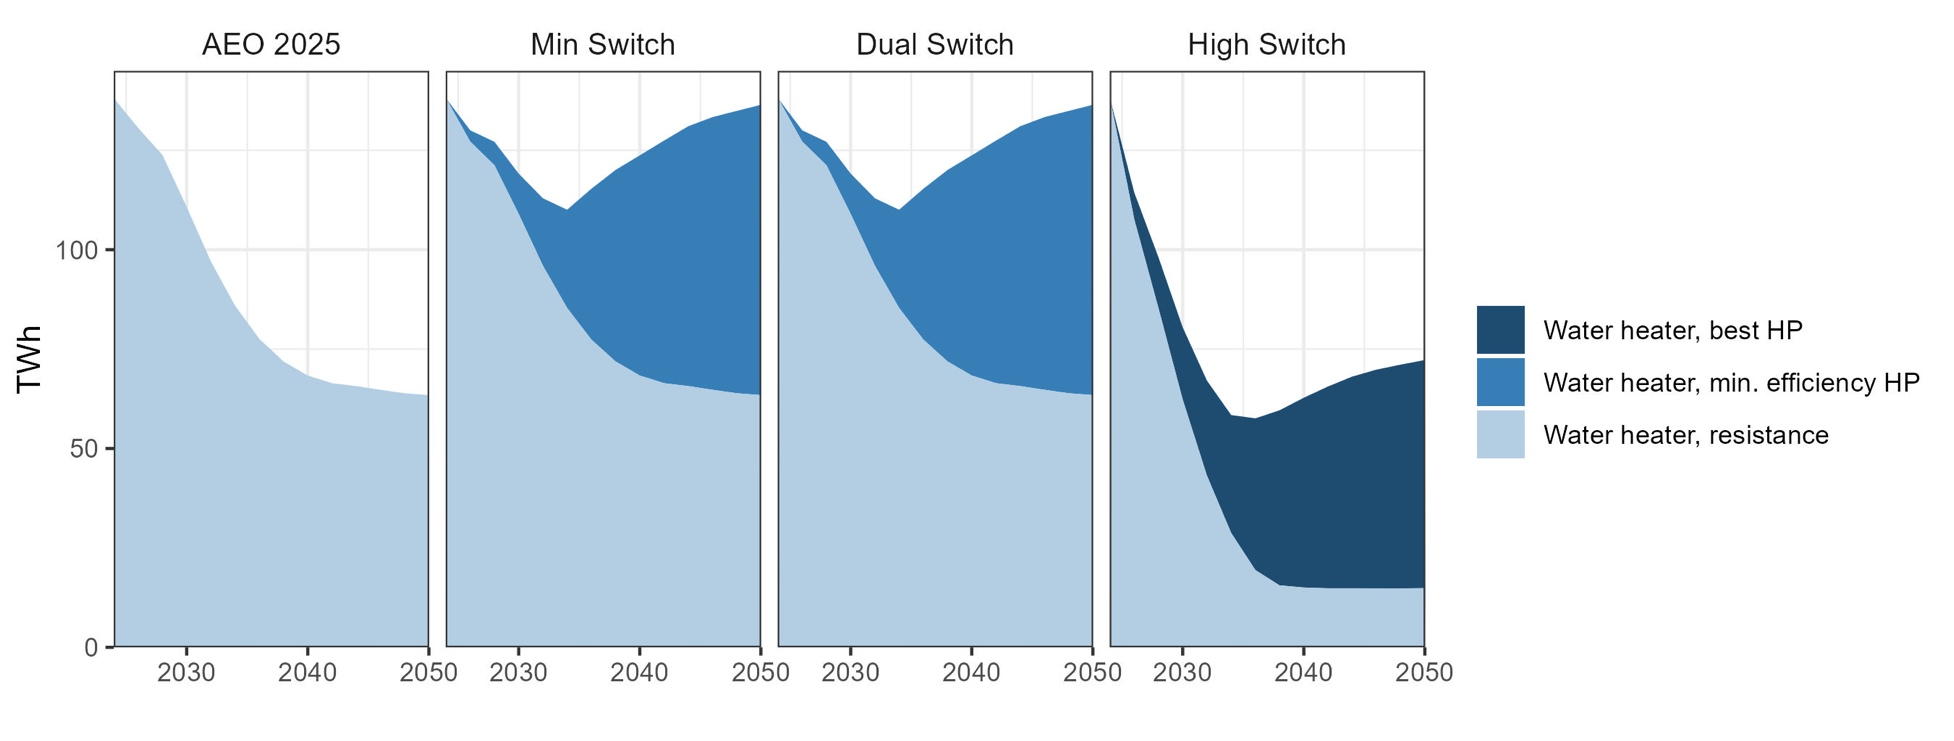 AEO 2025
Min Switch
Dual Switch
High Switch
TWh
100
50
0
2030 2040 2050
2030 2040 2050
2030 2040 2050
2030 2040 2050
Water heater, best HP
Water heater, min. efficiency HP
Water heater, resistance